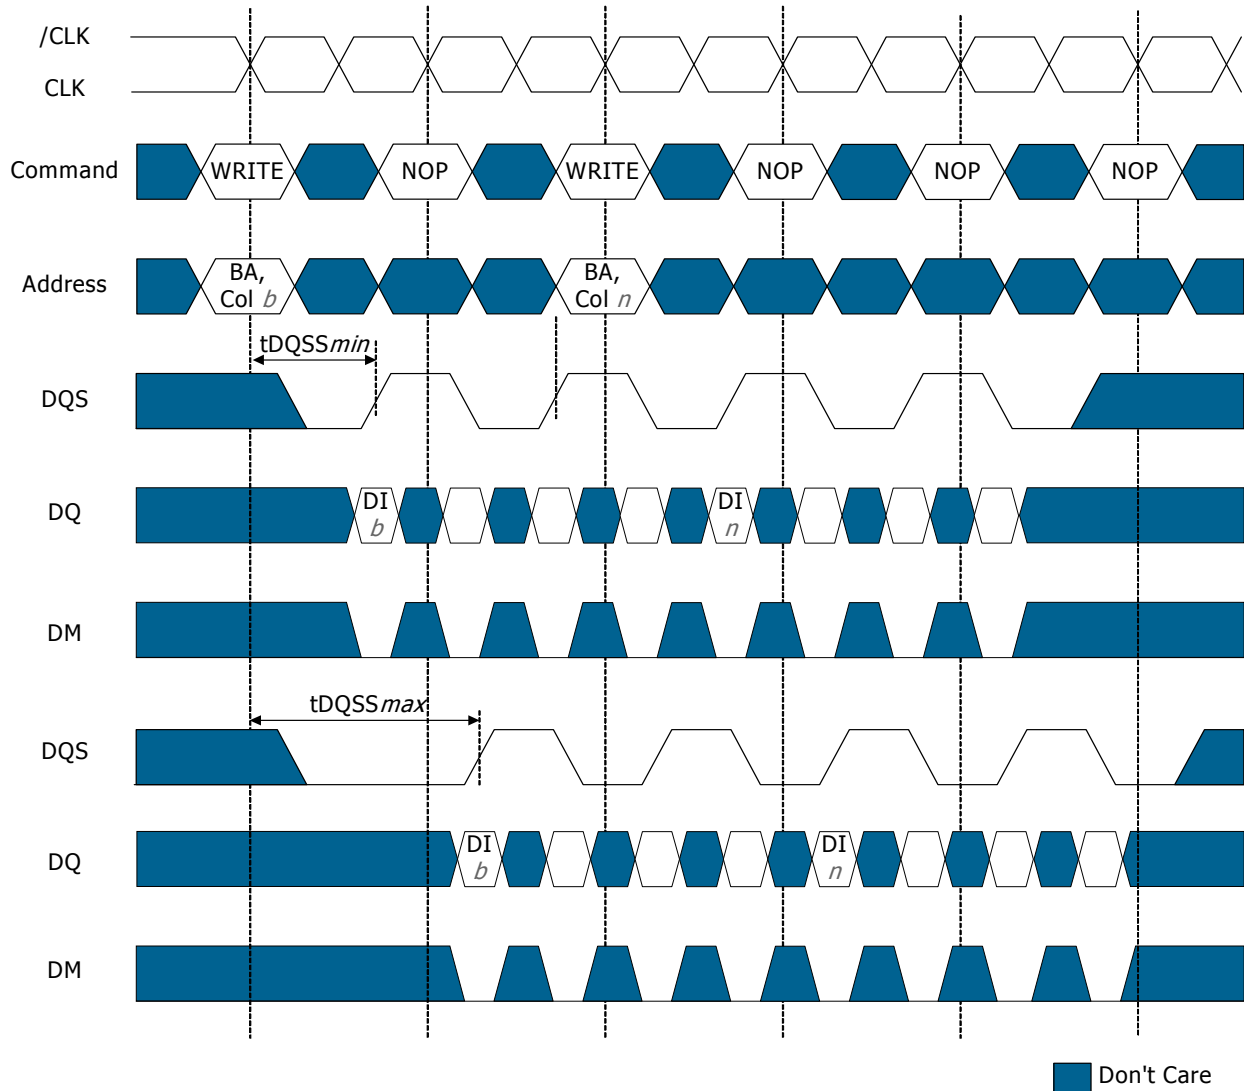 /CLK
CLK
Command
WRITE NOP WRITE NOP NOP NOP
Address
BA,
Col b
BA,
Col n
tDQSSmin
DQS
DQ
DI
b
DI
n
DM
tDQSSmax
DQS
DQ
DI
b
DI
n
DM
Don't Care